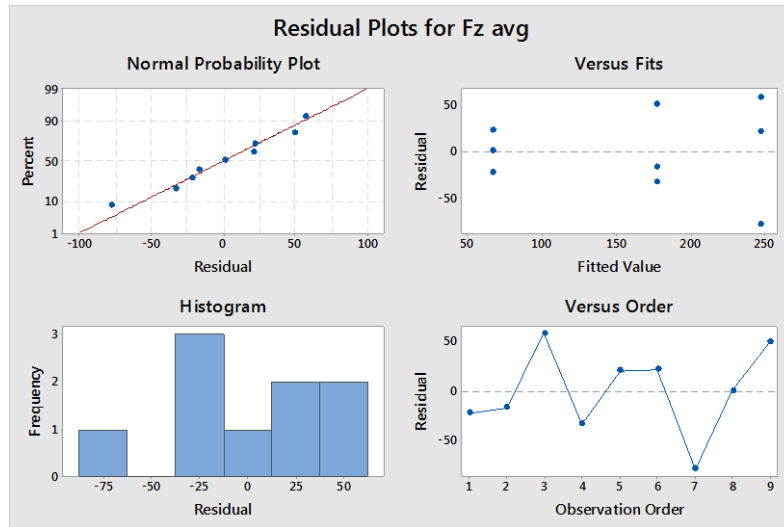 Residual Plots for Fz avg
Normal Probability Plot
99
90
50
10
1
Percent
-100 -50 0 50 100
Residual
Versus Fits
50
0
-50
Residual
50 100 150 200 250
Fitted Value
Histogram
3
2
1
0
Frequency
-75 -50 -25 0 25 50
Residual
Versus Order
50
0
-50
Residual
1 2 3 4 5 6 7 8 9
Observation Order